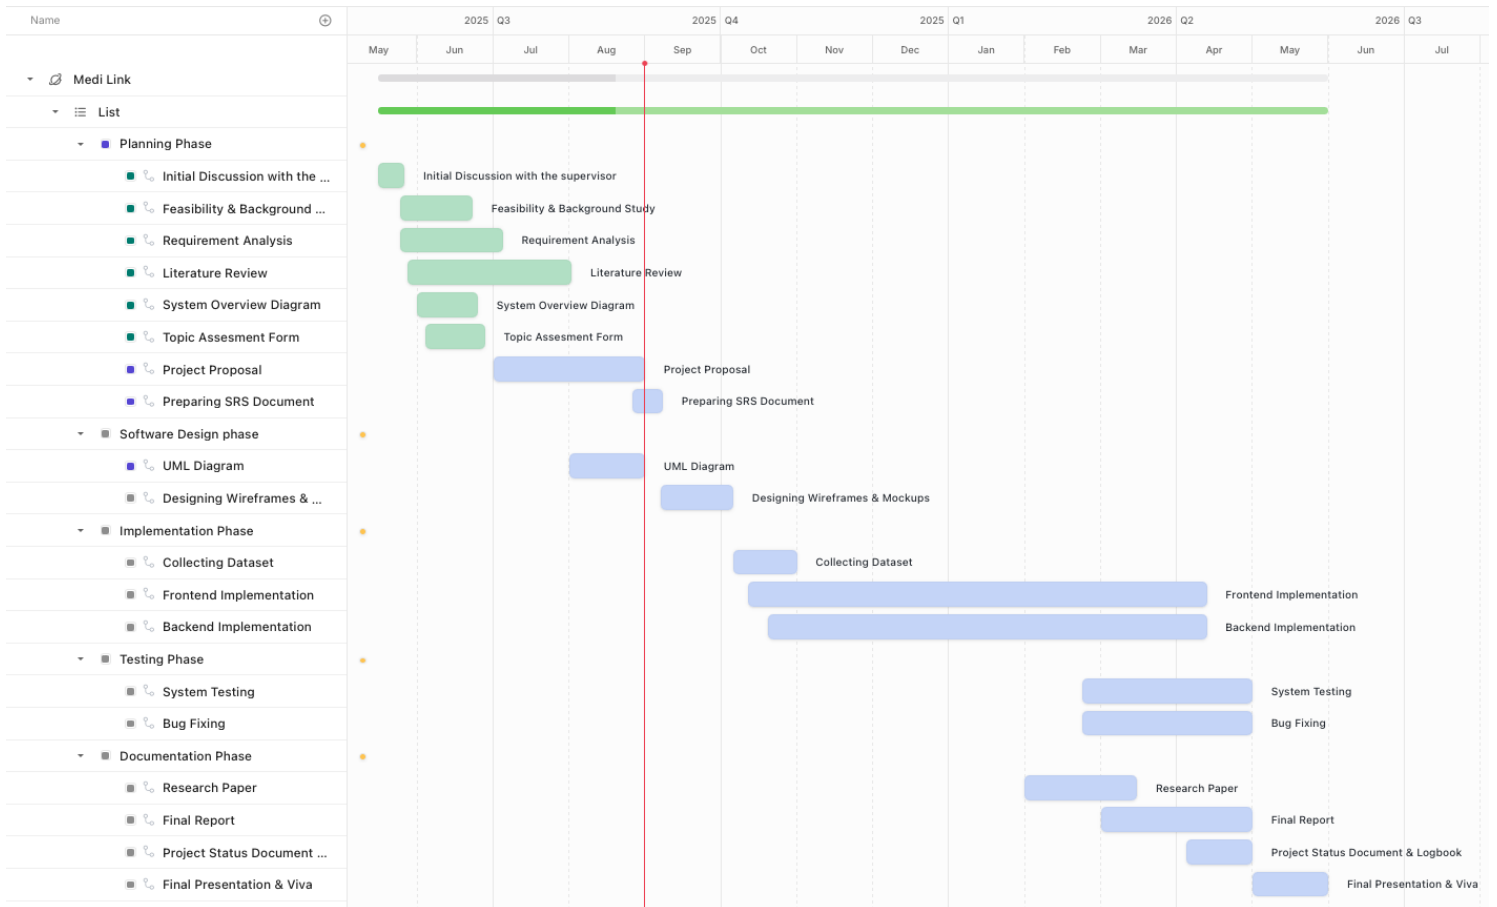 Name
2025 Q3
2025 Q4
2025 Q1
2026 Q2
2026 Q3
May Jun Jul Aug Sep Oct Nov Dec Jan Feb Mar Apr May Jun Jul
Medi Link
List
Planning Phase
Initial Discussion with the ... Initial Discussion with the supervisor
Feasibility & Background ... Feasibility & Background Study
Requirement Analysis Requirement Analysis
Literature Review Literature Review
System Overview Diagram System Overview Diagram
Topic Assesment Form Topic Assesment Form
Project Proposal Project Proposal
Preparing SRS Document Preparing SRS Document
Software Design phase
UML Diagram UML Diagram
Designing Wireframes & ... Designing Wireframes & Mockups
Implementation Phase
Collecting Dataset Collecting Dataset
Frontend Implementation Frontend Implementation
Backend Implementation Backend Implementation
Testing Phase
System Testing System Testing
Bug Fixing Bug Fixing
Documentation Phase
Research Paper Research Paper
Final Report Final Report
Project Status Document ... Project Status Document & Logbook
Final Presentation & Viva Final Presentation & Viva